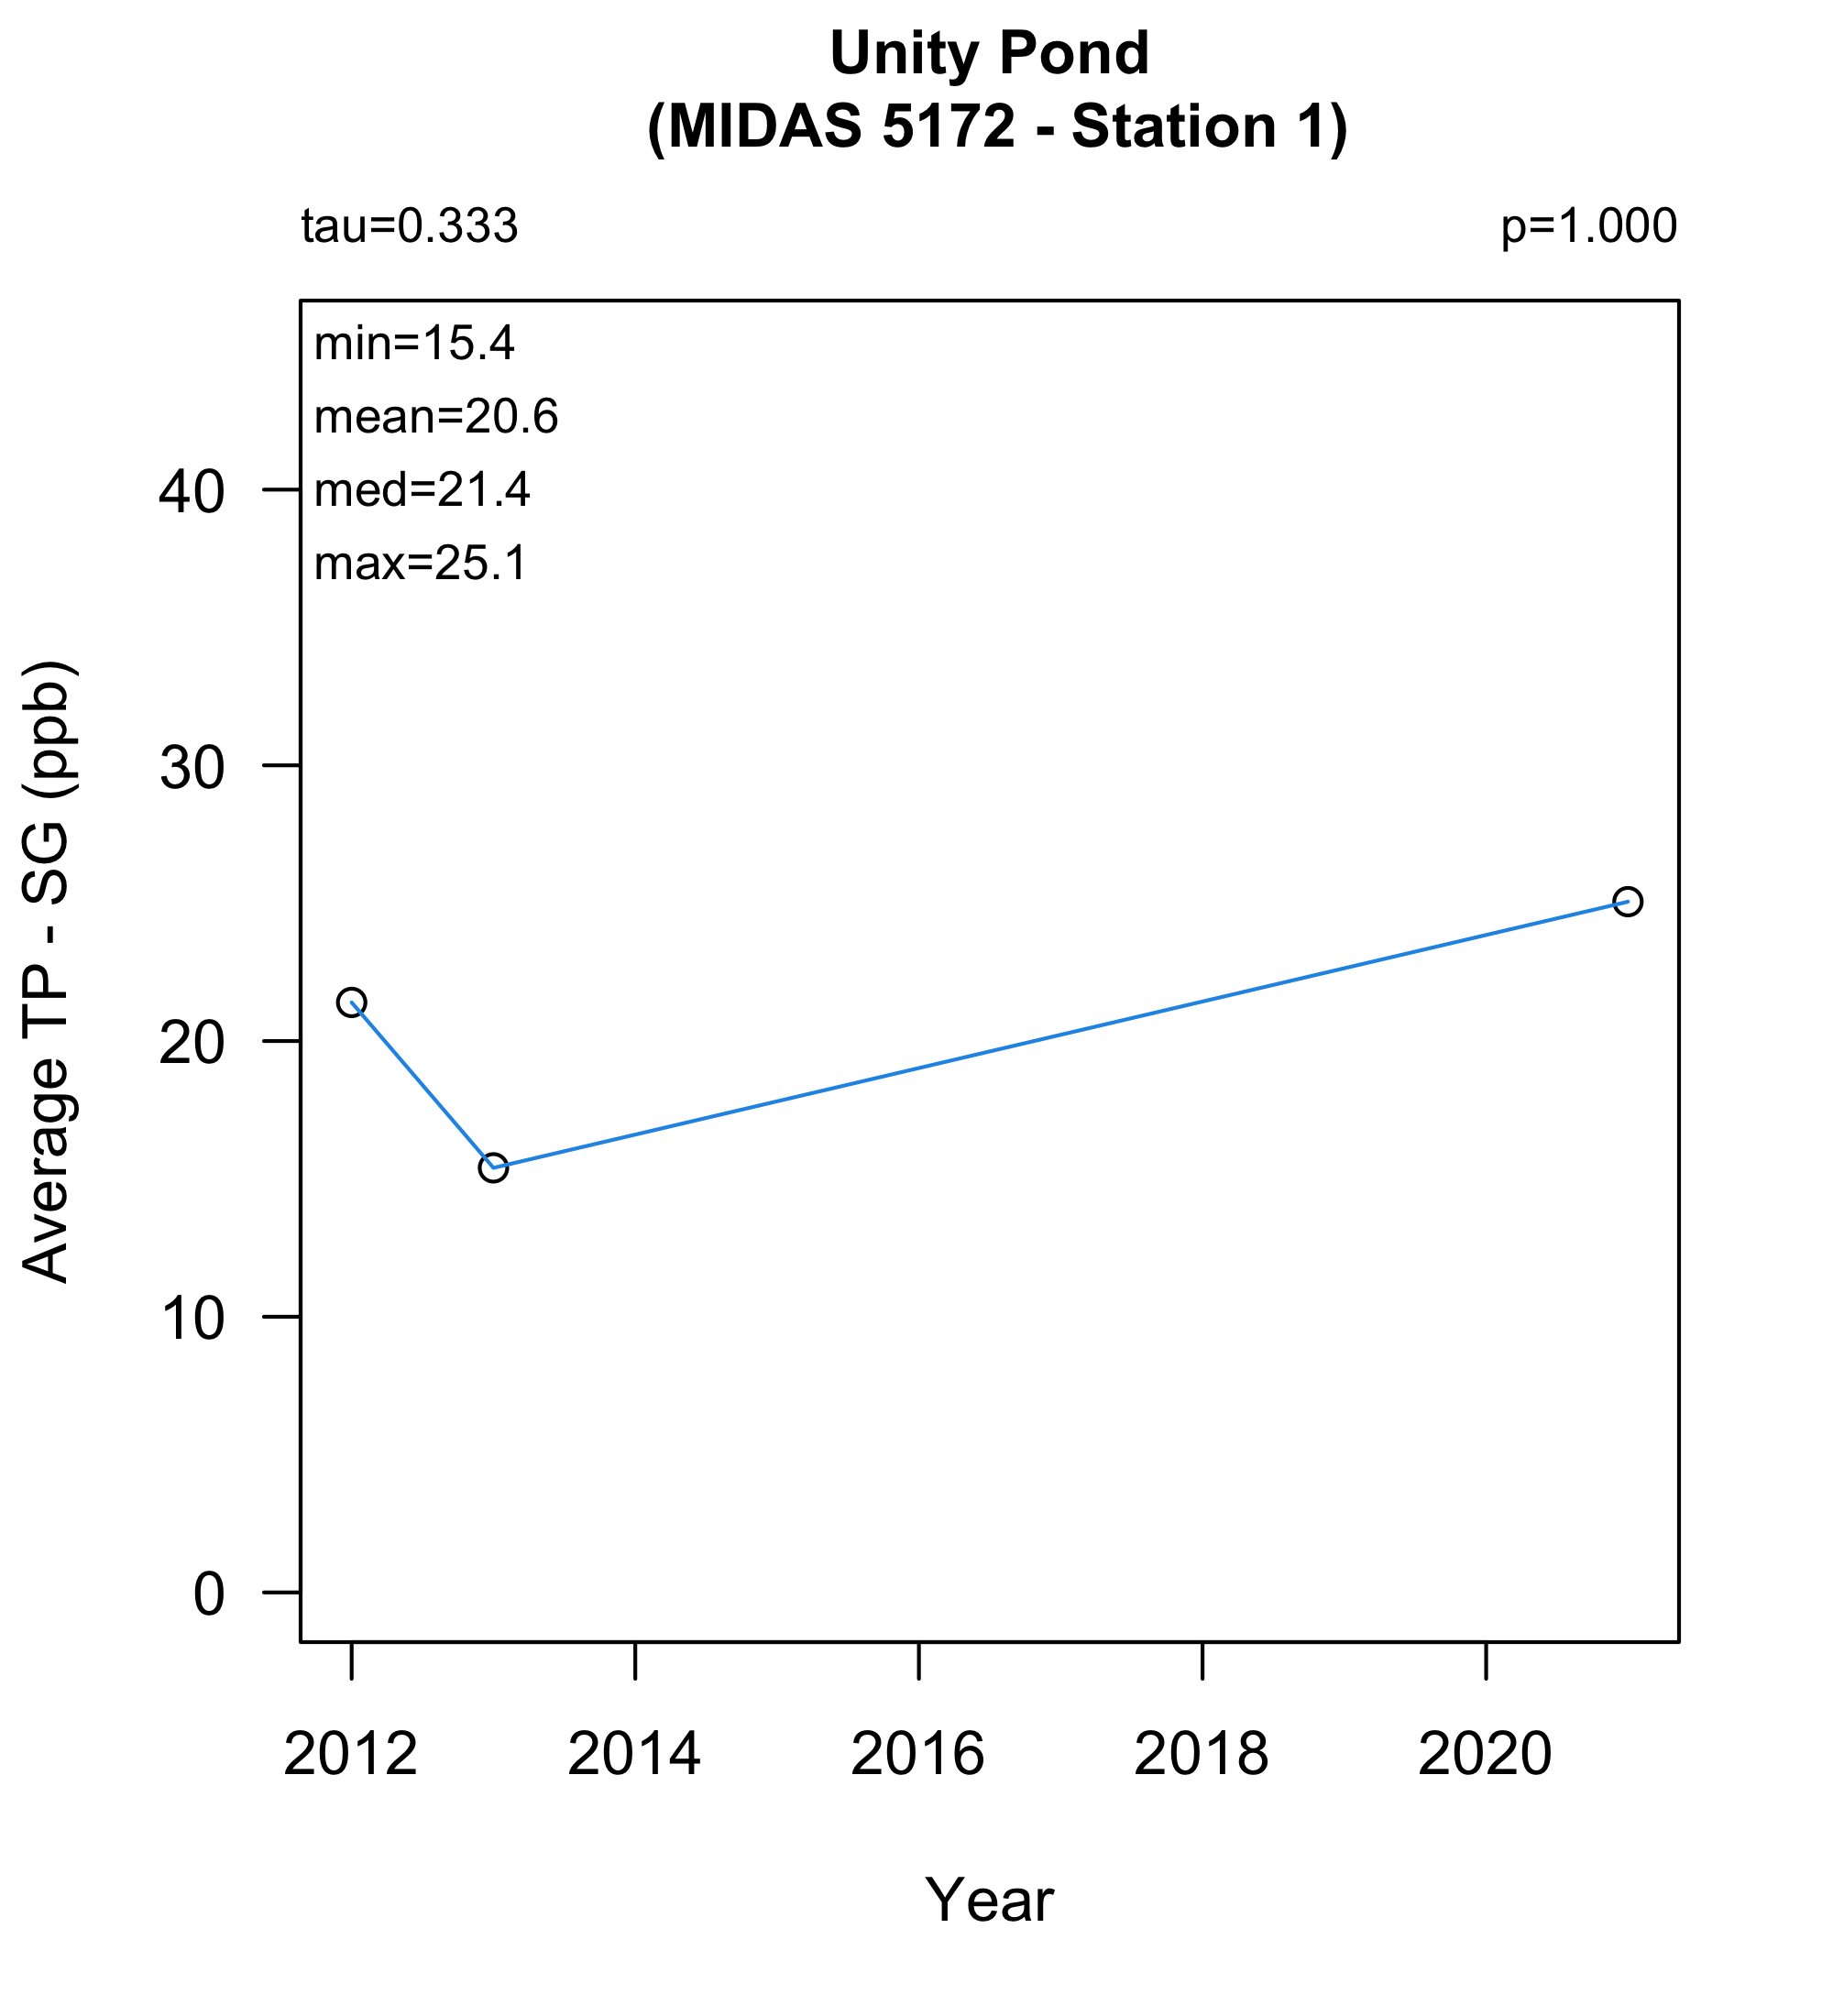 Unity Pond
(MIDAS 5172 - Station 1)
tau=0.333
p=1.000
min=15.4
mean=20.6
med=21.4
max=25.1
Average TP - SG (ppb)
40
30
20
10
0
2012
2014
2016
2018
2020
Year